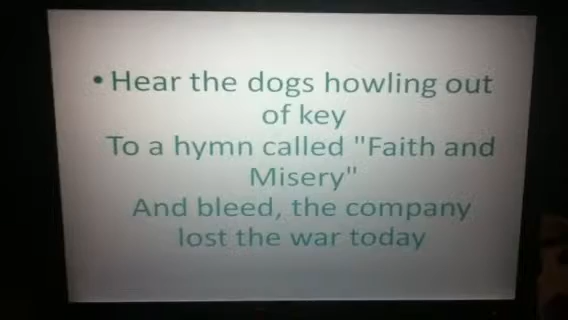 • Hear the dogs howling out
of key
To a hymn called "Faith and
Misery"
And bleed, the company
lost the war today